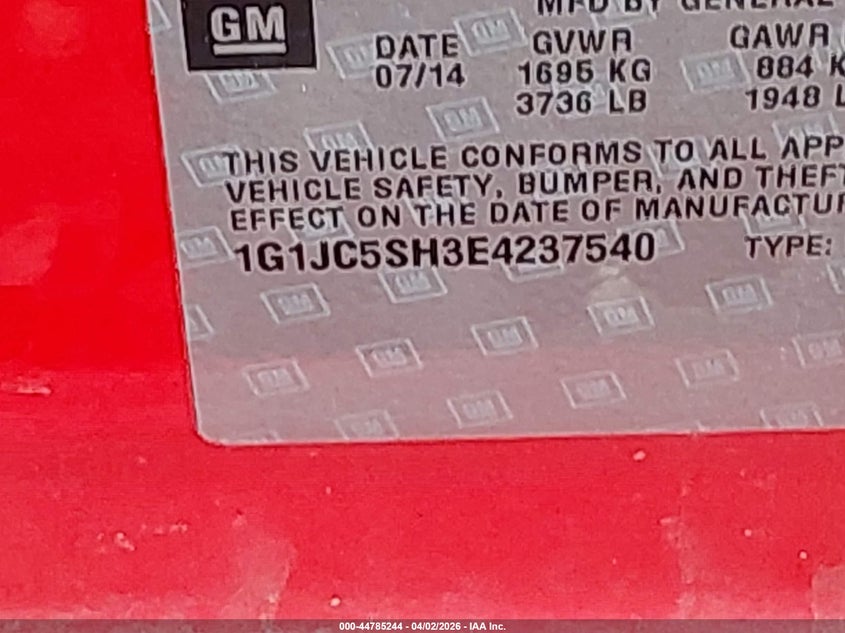 GM
MFD BY GENERAL
DATE GVWR GAWR
07/14 1695 KG 884 K
3736 LB 1948 L
THIS VEHICLE CONFORMS TO ALL APP
VEHICLE SAFETY, BUMPER, AND THEFT
EFFECT ON THE DATE OF MANUFACTUR
1G1JC5SH3E4237540 TYPE:
000-44785244 - 04/02/2026 - IAA Inc.